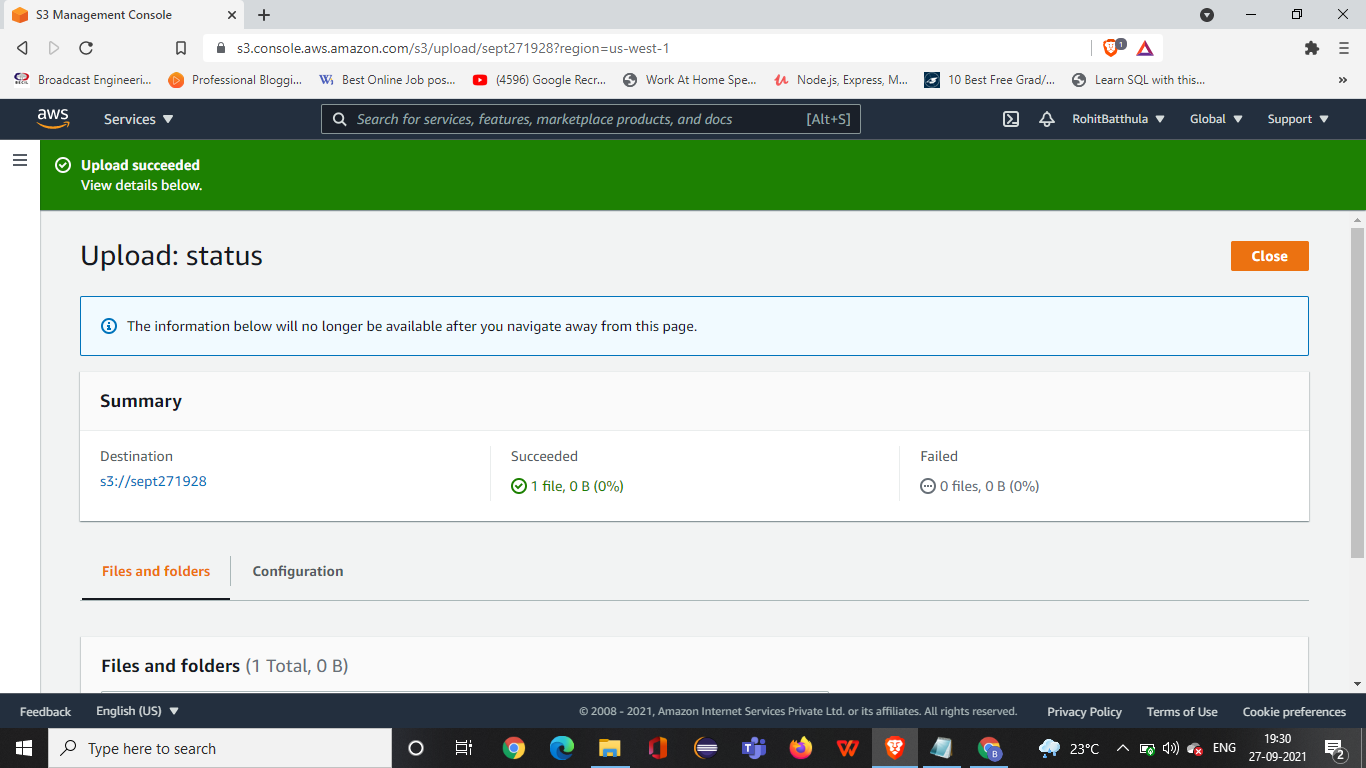 S3 Management Console
s3.console.aws.amazon.com/s3/upload/sept271928?region=us-west-1
1
Broadcast Engineeri... Professional Bloggi... Best Online Job pos... (4596) Google Recr... Work At Home Spe... Node.js, Express, M... 10 Best Free Grad/... Learn SQL with this... »
aws Services Search for services, features, marketplace products, and docs [Alt+S] RohitBatthula Global Support
Upload succeeded
View details below.
Upload: status
Close
The information below will no longer be available after you navigate away from this page.
Summary
Destination Succeeded Failed
s3://sept271928 1 file, 0 B (0%) 0 files, 0 B (0%)
Files and folders Configuration
Files and folders (1 Total, 0 B)
Feedback English (US) © 2008 - 2021, Amazon Internet Services Private Ltd. or its affiliates. All rights reserved. Privacy Policy Terms of Use Cookie preferences
Type here to search
23°C
ENG
19:30
27-09-2021
2